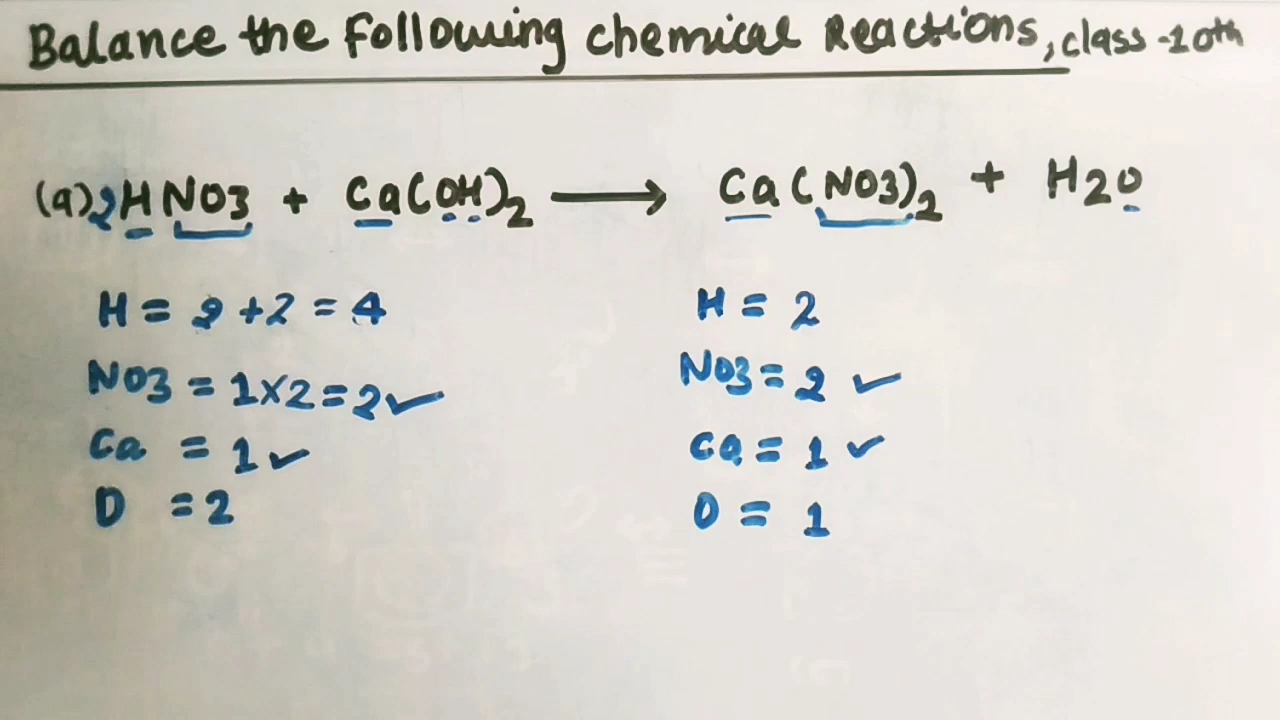 Balance the Following chemical Reactions, class-10th
(a) 2HNO3 + Ca(OH)2 ⟶ Ca(NO3)2 + H2O
H = 2 + 2 = 4
H = 2
NO3 = 1×2 = 2 ✓
NO3 = 2 ✓
Ca = 1 ✓
Ca = 1 ✓
O = 2
O = 1